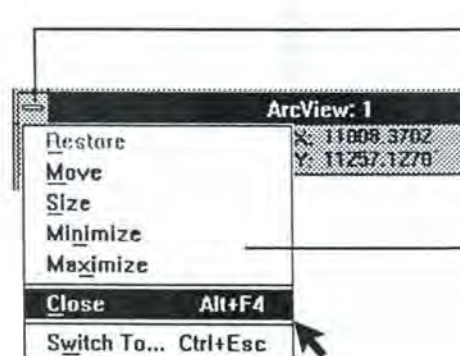 ArcView: 1
X: 11008.3702
Y: 11257.1270
Restore
Move
Size
Minimize
Maximize
Close Alt+F4
Switch To... Ctrl+Esc